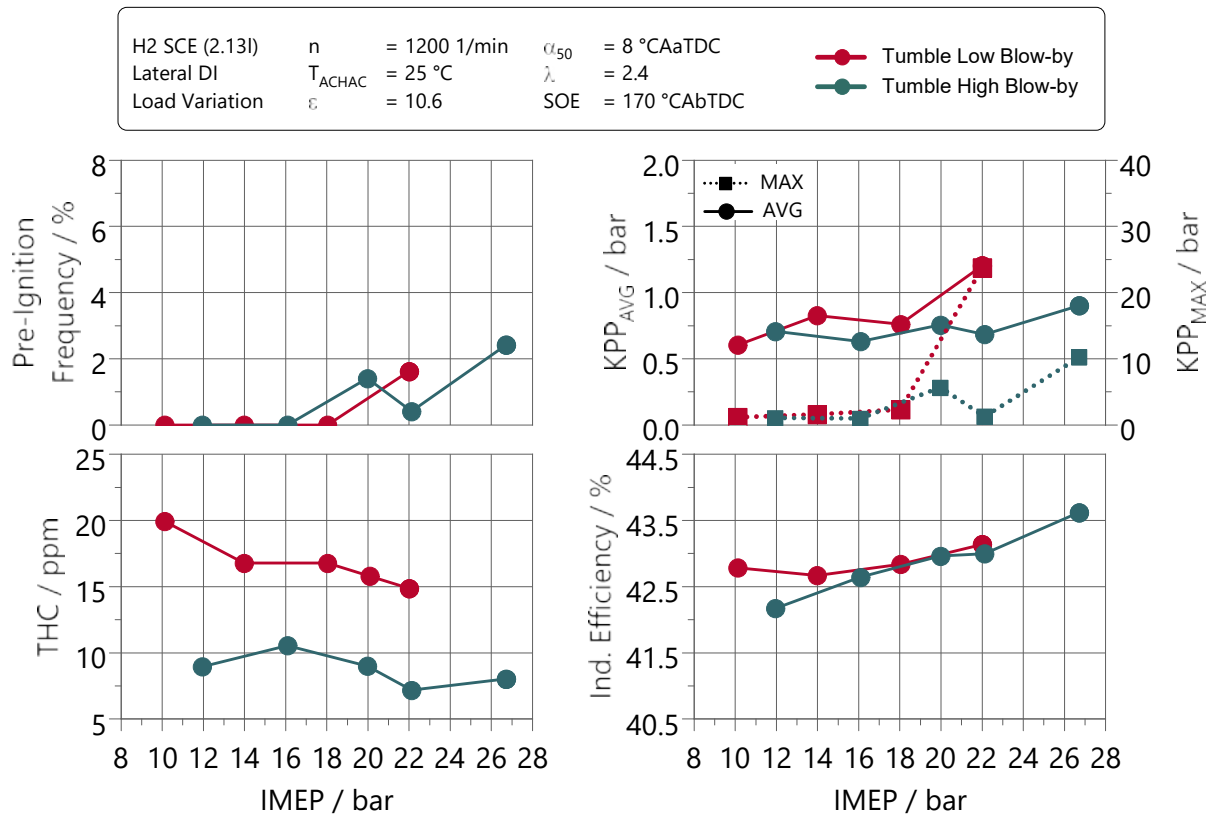 H2 SCE (2.13l) n = 1200 1/min α50 = 8 °CAaTDC
Lateral DI TACHAC = 25 °C λ = 2.4
Load Variation ε = 10.6 SOE = 170 °CAbTDC
Tumble Low Blow-by
Tumble High Blow-by
Pre-Ignition
Frequency / %
8
6
4
2
0
KPPAVG / bar
2.0
1.5
1.0
0.5
0.0
MAX
AVG
40
30
20
10
0
KPPMAX / bar
THC / ppm
25
20
15
10
5
8 10 12 14 16 18 20 22 24 26 28
IMEP / bar
Ind. Efficiency / %
44.5
43.5
42.5
41.5
40.5
8 10 12 14 16 18 20 22 24 26 28
IMEP / bar